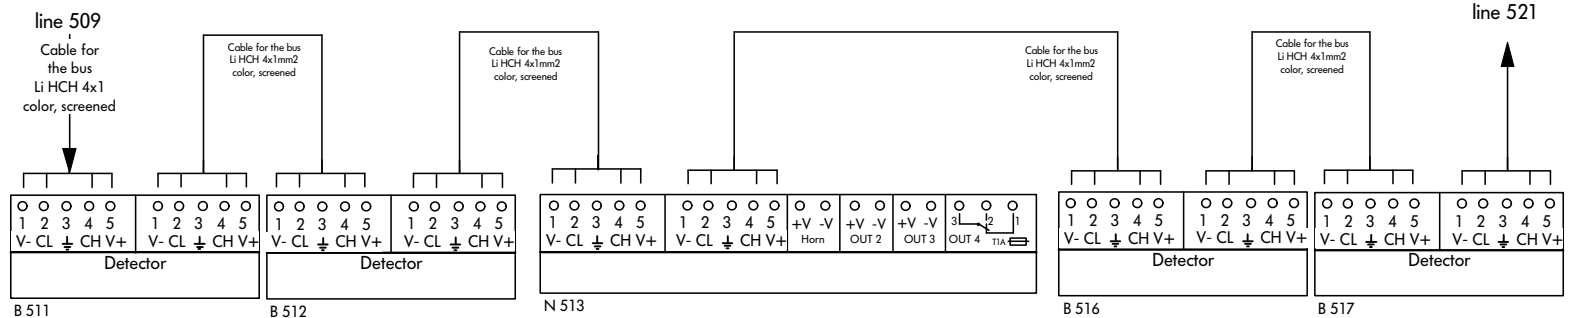 line 509
Cable for
the bus
Li HCH 4x1
color, screened
Cable for the bus
Li HCH 4x1mm2
color, screened
Cable for the bus
Li HCH 4x1mm2
color, screened
Cable for the bus
Li HCH 4x1mm2
color, screened
Cable for the bus
Li HCH 4x1mm2
color, screened
line 521
1 2 3 4 5
V- CL CH V+
1 2 3 4 5
V- CL CH V+
Detector
B 511
1 2 3 4 5
V- CL CH V+
1 2 3 4 5
V- CL CH V+
Detector
B 512
1 2 3 4 5
V- CL CH V+
1 2 3 4 5
V- CL CH V+
+V -V
Horn
+V -V
OUT 2
+V -V
OUT 3
3 2 1
OUT 4 T1A
N 513
1 2 3 4 5
V- CL CH V+
1 2 3 4 5
V- CL CH V+
Detector
B 516
1 2 3 4 5
V- CL CH V+
1 2 3 4 5
V- CL CH V+
Detector
B 517